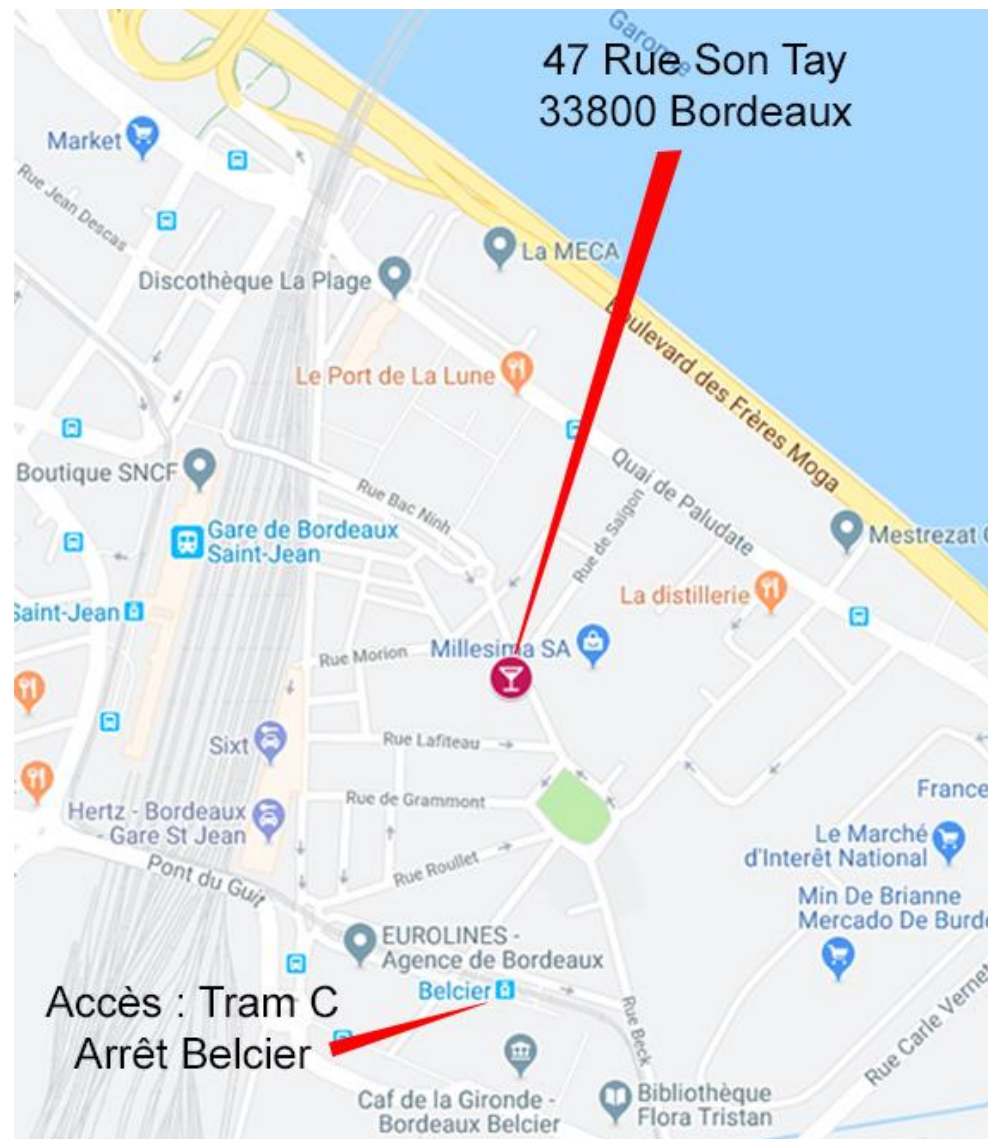 Garonne
47 Rue Son Tay
33800 Bordeaux
Market
Rue Jean Descas
La MECA
Discothèque La Plage
Boulevard des Frères Moga
Le Port de La Lune
Boutique SNCF
Rue Bac Ninh
Quai de Paludate
Gare de Bordeaux
Saint-Jean
Rue de Saïgon
Mestrezat
La distillerie
Saint-Jean
Millesima SA
Rue Morion
Sixt
Rue Lafiteau
Rue de Grammont
France
Hertz - Bordeaux
- Gare St Jean
Le Marché
d'Interêt National
Pont du Guit
Rue Roullet
Min De Brianne
Mercado De Burde
EUROLINES -
Agence de Bordeaux
Belcier
Accès : Tram C
Arrêt Belcier
Rue Beck
Rue Carle Vernet
Caf de la Gironde -
Bordeaux Belcier
Bibliothèque
Flora Tristan